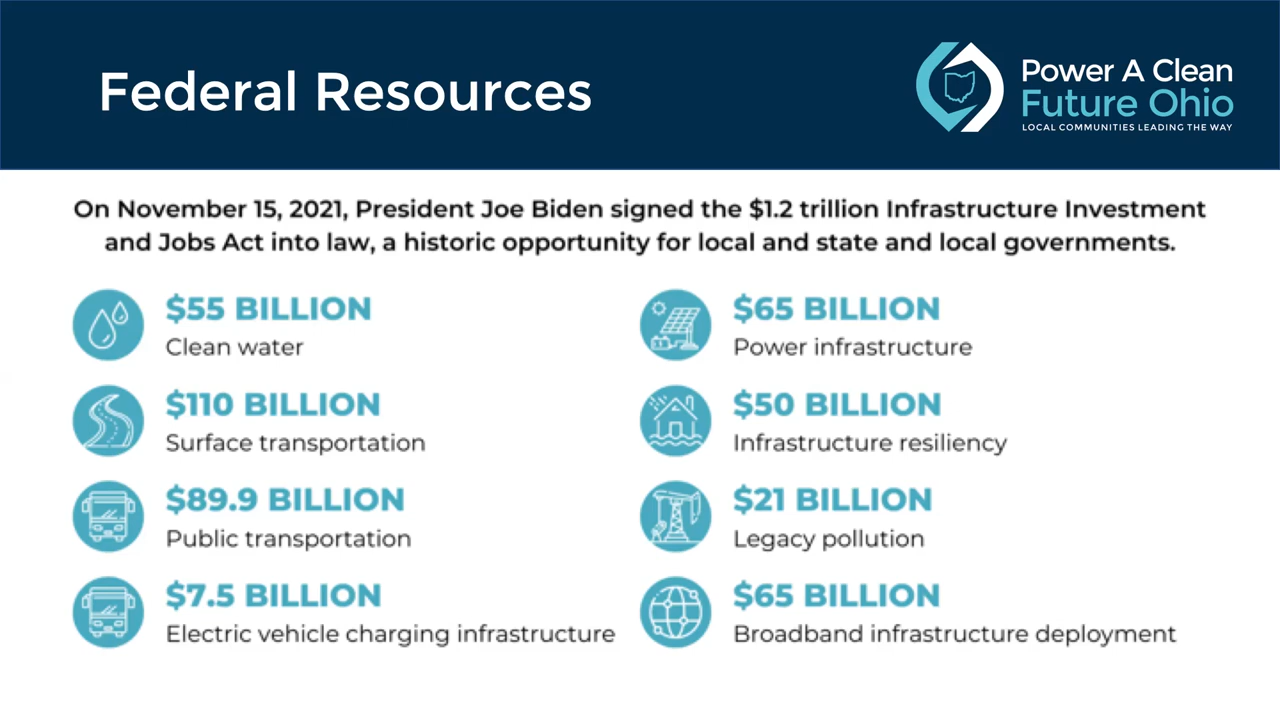 Federal Resources
Power A Clean
Future Ohio
LOCAL COMMUNITIES LEADING THE WAY
On November 15, 2021, President Joe Biden signed the $1.2 trillion Infrastructure Investment
and Jobs Act into law, a historic opportunity for local and state and local governments.
$55 BILLION
Clean water
$110 BILLION
Surface transportation
$89.9 BILLION
Public transportation
$7.5 BILLION
Electric vehicle charging infrastructure
$65 BILLION
Power infrastructure
$50 BILLION
Infrastructure resiliency
$21 BILLION
Legacy pollution
$65 BILLION
Broadband infrastructure deployment